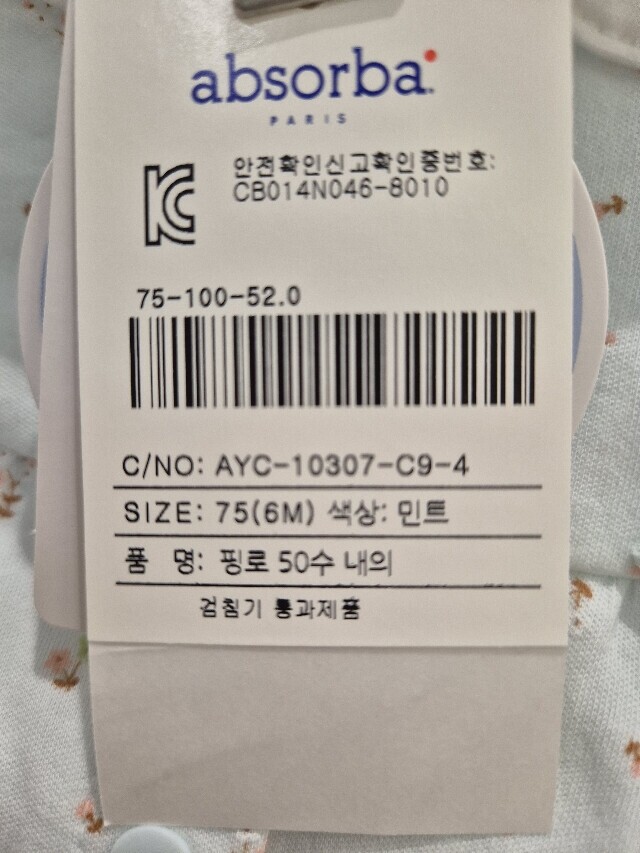 absorba
PARIS
안전확인신고확인증번호:
CB014N046-8010
75-100-52.0
C/NO: AYC-10307-C9-4
SIZE: 75(6M) 색상: 민트
품 명: 핑로 50수 내의
검침기 통과제품